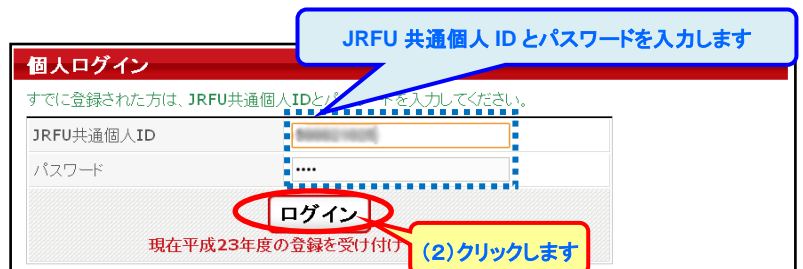 JRFU 共通個人 ID とパスワードを入力します
個人ログイン
すでに登録された方は、JRFU共通個人IDとパ ードを入力してください。
JRFU共通個人ID
パスワード
ログイン
現在平成23年度の登録を受け付け
(2)クリックします